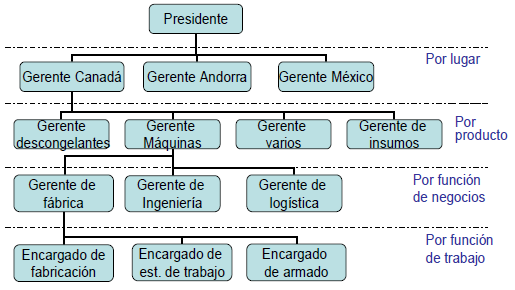 Presidente
Por lugar
Gerente Canadá
Gerente Andorra
Gerente México
Gerente
descongelantes
Gerente
Máquinas
Gerente
varios
Gerente de
insumos
Por
producto
Gerente de
fábrica
Gerente de
Ingeniería
Gerente de
logística
Por función
de negocios
Encargado de
fabricación
Encargado de
est. de trabajo
Encargado de
armado
Por función
de trabajo